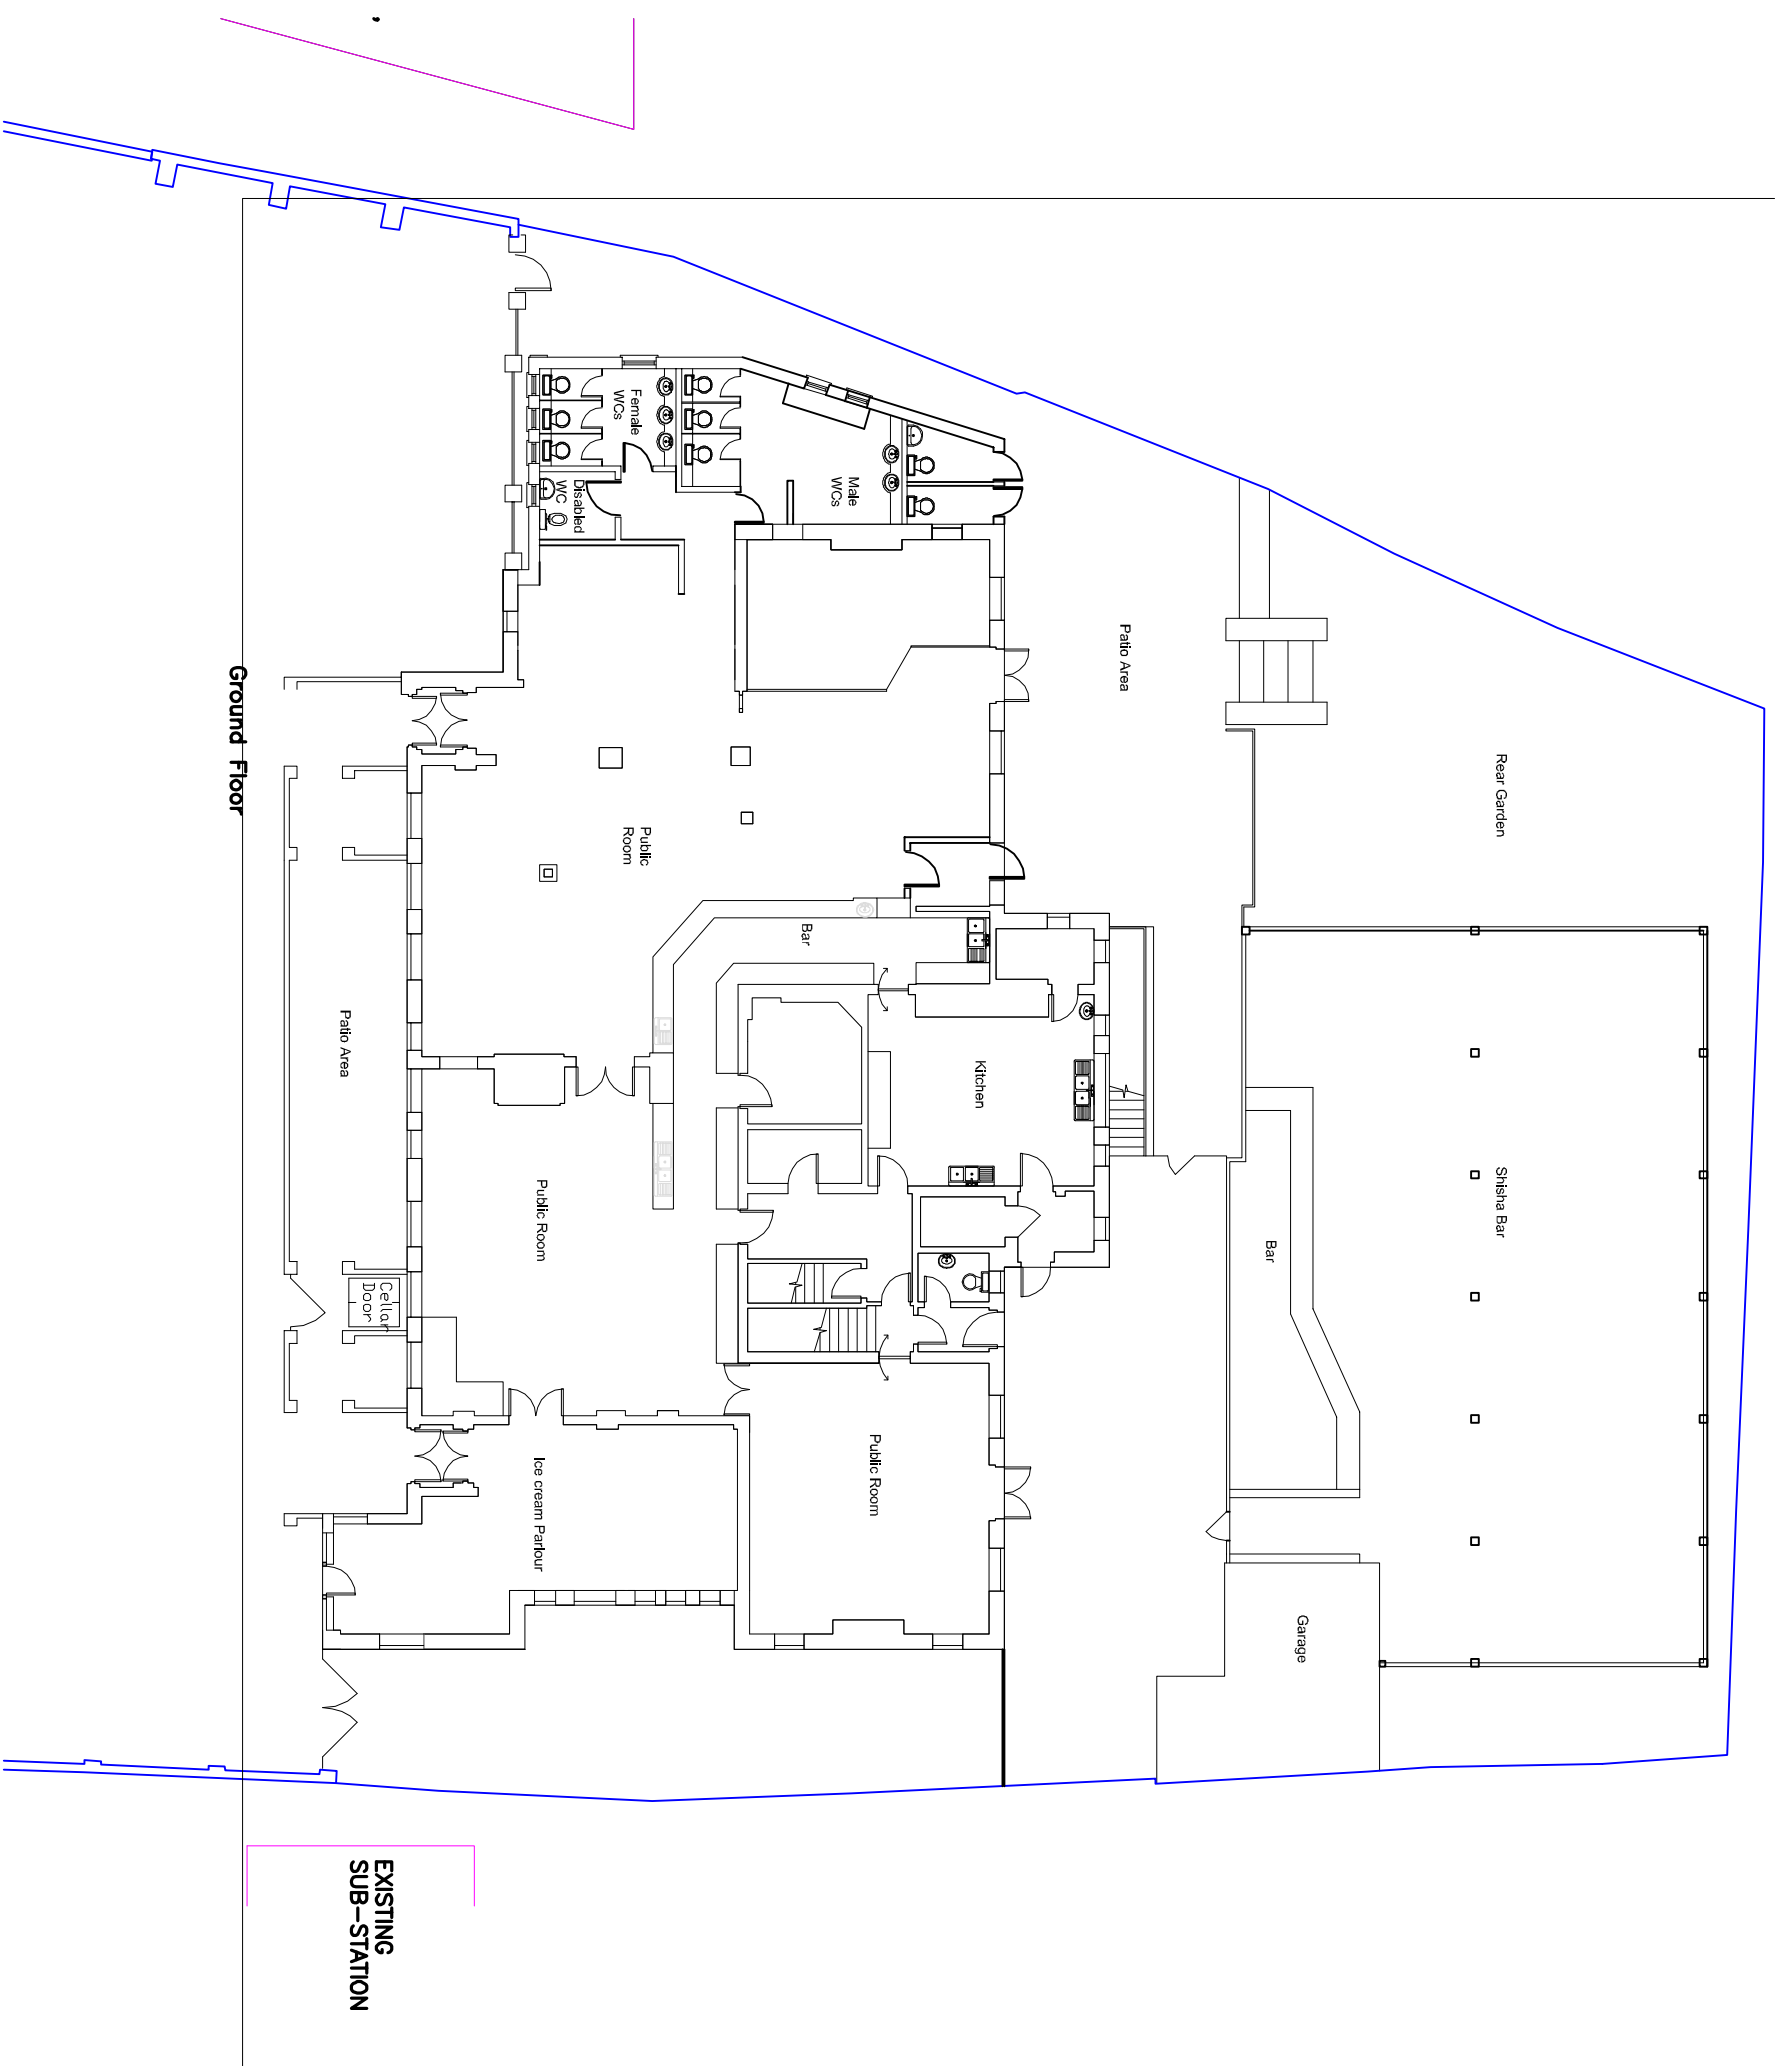 Female
WCs
Disabled
WC
Male
WCs
Patio Area
Rear Garden
Ground Floor
Public
Room
Bar
Patio Area
Kitchen
Shisha Bar
Public Room
Bar
Cellar
Door
Ice cream Parlour
Public Room
Garage
EXISTING
SUB-STATION